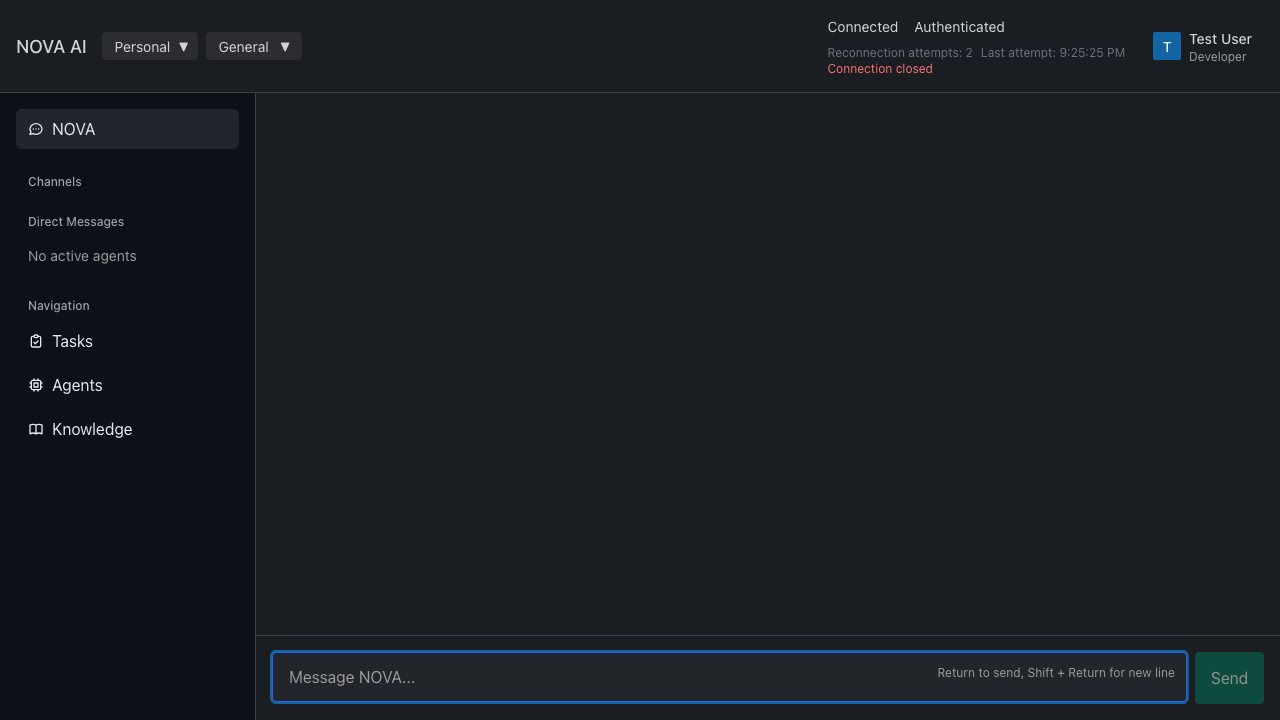 NOVA AI
Personal ▼
General ▼
Connected Authenticated
Reconnection attempts: 2 Last attempt: 9:25:25 PM
Connection closed
T
Test User
Developer
NOVA
Channels
Direct Messages
No active agents
Navigation
Tasks
Agents
Knowledge
Message NOVA...
Return to send, Shift + Return for new line
Send